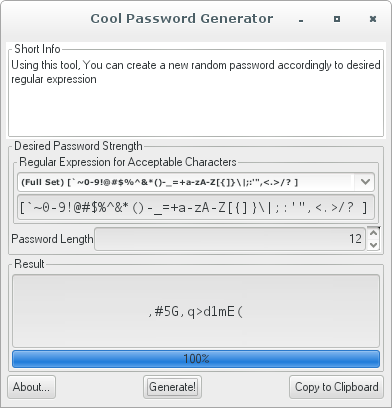 Cool Password Generator
Short Info
Using this tool, You can create a new random password accordingly to desired
regular expression
Desired Password Strength
Regular Expression for Acceptable Characters
(Full Set) [`~0-9!@#$%^&*()-_=+a-zA-Z[{]}\|;:'",<.>/? ]
[`~0-9!@#$%^&*()-_=+a-zA-Z[{]}\|;:'",<.>/? ]
Password Length 12
Result
,#5G,q>d1mE(
100%
About... Generate! Copy to Clipboard